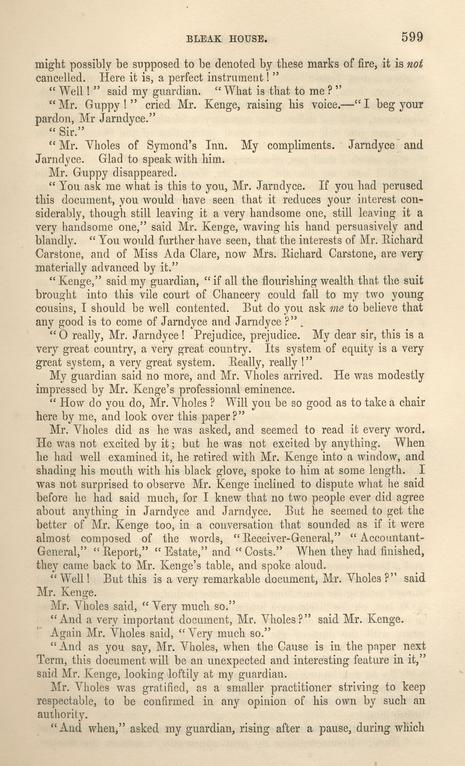 BLEAK HOUSE. 599
might possibly be supposed to be denoted by these marks of fire, it is not
cancelled. Here it is, a perfect instrument!"
"Well!" said my guardian. "What is that to me?"
"Mr. Guppy!" cried Mr. Kenge, raising his voice.—"I beg your
pardon, Mr Jarndyce."
"Sir."
"Mr. Vholes of Symond's Inn. My compliments. Jarndyce and
Jarndyce. Glad to speak with him.
Mr. Guppy disappeared.
"You ask me what is this to you, Mr. Jarndyce. If you had perused
this document, you would have seen that it reduces your interest con-
siderably, though still leaving it a very handsome one, still leaving it a
very handsome one," said Mr. Kenge, waving his hand persuasively and
blandly. "You would further have seen, that the interests of Mr. Richard
Carstone, and of Miss Ada Clare, now Mrs. Richard Carstone, are very
materially advanced by it."
"Kenge," said my guardian, "if all the flourishing wealth that the suit
brought into this vile court of Chancery could fall to my two young
cousins, I should be well contented. But do you ask me to believe that
any good is to come of Jarndyce and Jarndyce?"
"O really, Mr. Jarndyce! Prejudice, prejudice. My dear sir, this is a
very great country, a very great country. Its system of equity is a very
great system, a very great system. Really, really!"
My guardian said no more, and Mr. Vholes arrived. He was modestly
impressed by Mr. Kenge's professional eminence.
"How do you do, Mr. Vholes? Will you be so good as to take a chair
here by me, and look over this paper?"
Mr. Vholes did as he was asked, and seemed to read it every word.
He was not excited by it; but he was not excited by anything. When
he had well examined it, he retired with Mr. Kenge into a window, and
shading his mouth with his black glove, spoke to him at some length. I
was not surprised to observe Mr. Kenge inclined to dispute what he said
before he had said much, for I knew that no two people ever did agree
about anything in Jarndyce and Jarndyce. But he seemed to get the
better of Mr. Kenge too, in a conversation that sounded as if it were
almost composed of the words, "Receiver-General," "Accountant-
General," "Report," "Estate," and "Costs." When they had finished,
they came back to Mr. Kenge's table, and spoke aloud.
"Well! But this is a very remarkable document, Mr. Vholes?" said
Mr. Kenge.
Mr. Vholes said, "Very much so."
"And a very important document, Mr. Vholes?" said Mr. Kenge.
Again Mr. Vholes said, "Very much so."
"And as you say, Mr. Vholes, when the Cause is in the paper next
Term, this document will be an unexpected and interesting feature in it,"
said Mr. Kenge, looking loftily at my guardian.
Mr. Vholes was gratified, as a smaller practitioner striving to keep
respectable, to be confirmed in any opinion of his own by such an
authority.
"And when," asked my guardian, rising after a pause, during which